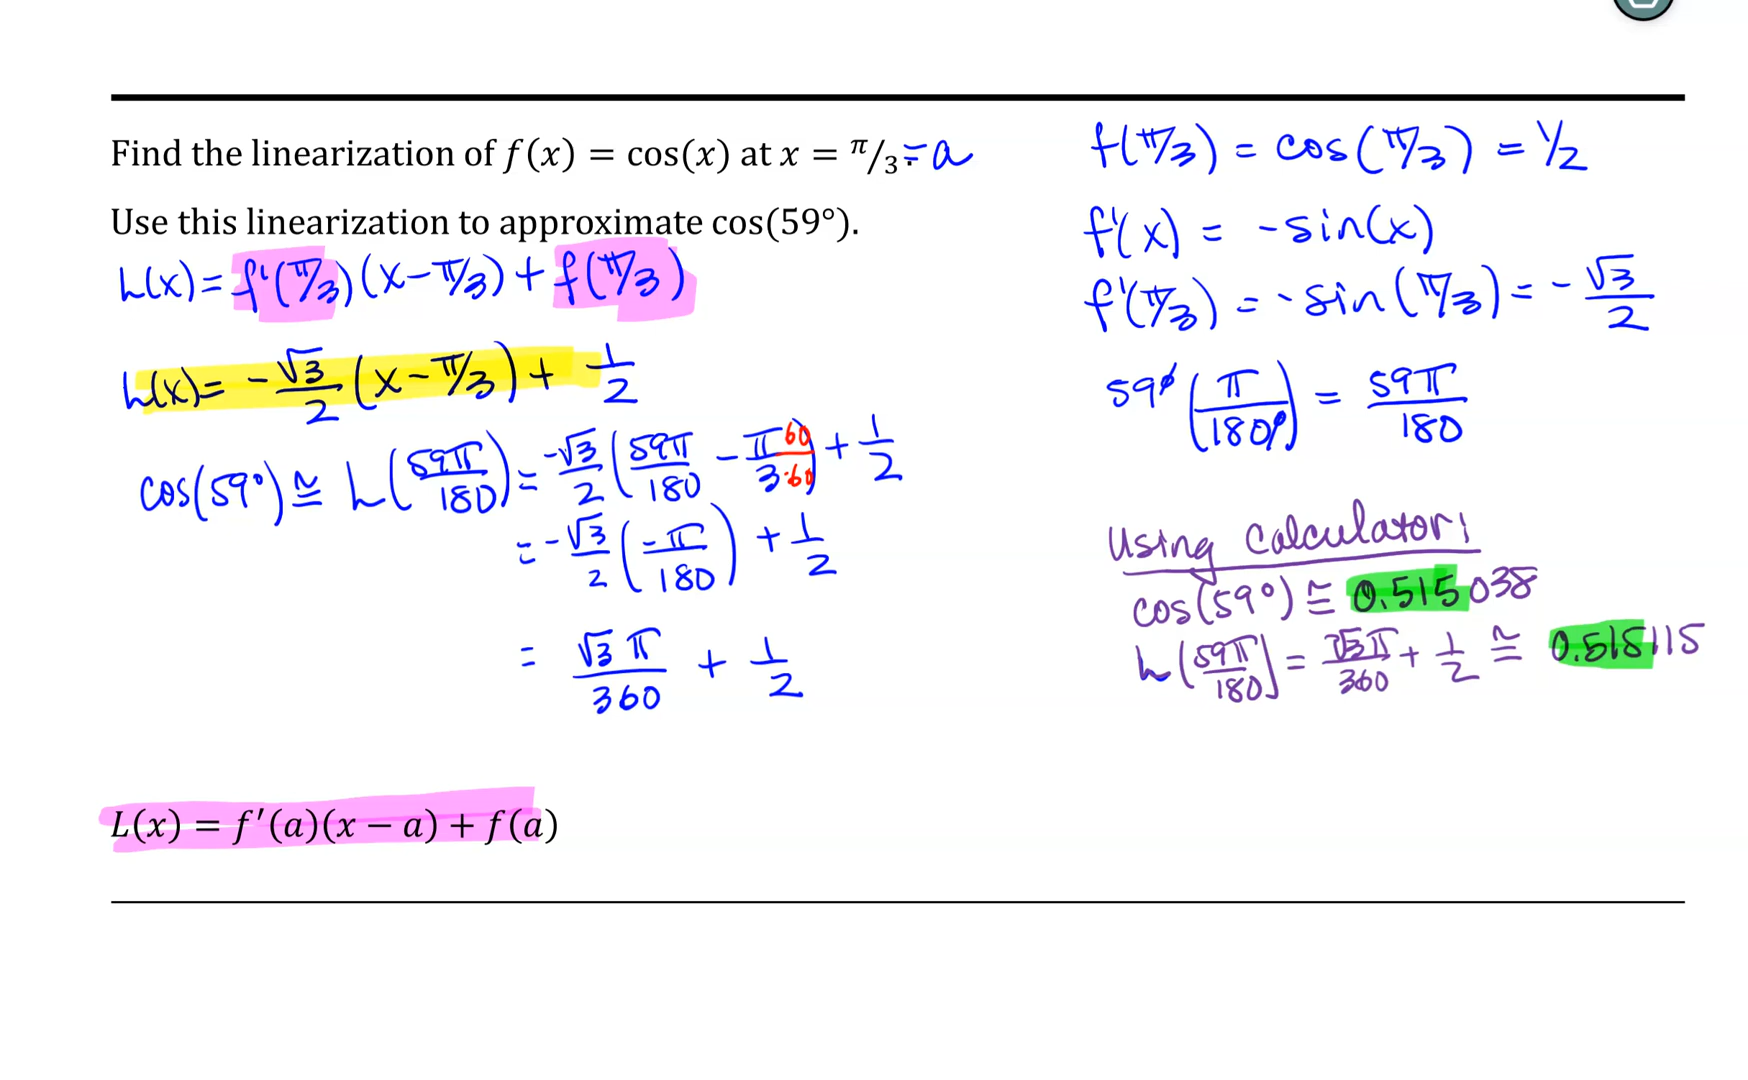 Find the linearization of f(x) = cos(x) at x = π/3. = a
Use this linearization to approximate cos(59°).
L(x) = f'(π/3)(x - π/3) + f(π/3)
L(x) = -√3/2 (x - π/3) + 1/2
cos(59°) ≅ L(59π/180) = -√3/2 (59π/180 - π60/3·60) + 1/2
= -√3/2 (-π/180) + 1/2
= √3 π/360 + 1/2
L(x) = f'(a)(x − a) + f(a)
f(π/3) = cos(π/3) = 1/2
f'(x) = -sin(x)
f'(π/3) = -sin(π/3) = -√3/2
59° (π/180°) = 59π/180
Using Calculator:
cos(59°) ≅ 0.515038
L(59π/180) = √3π/360 + 1/2 ≅ 0.515115